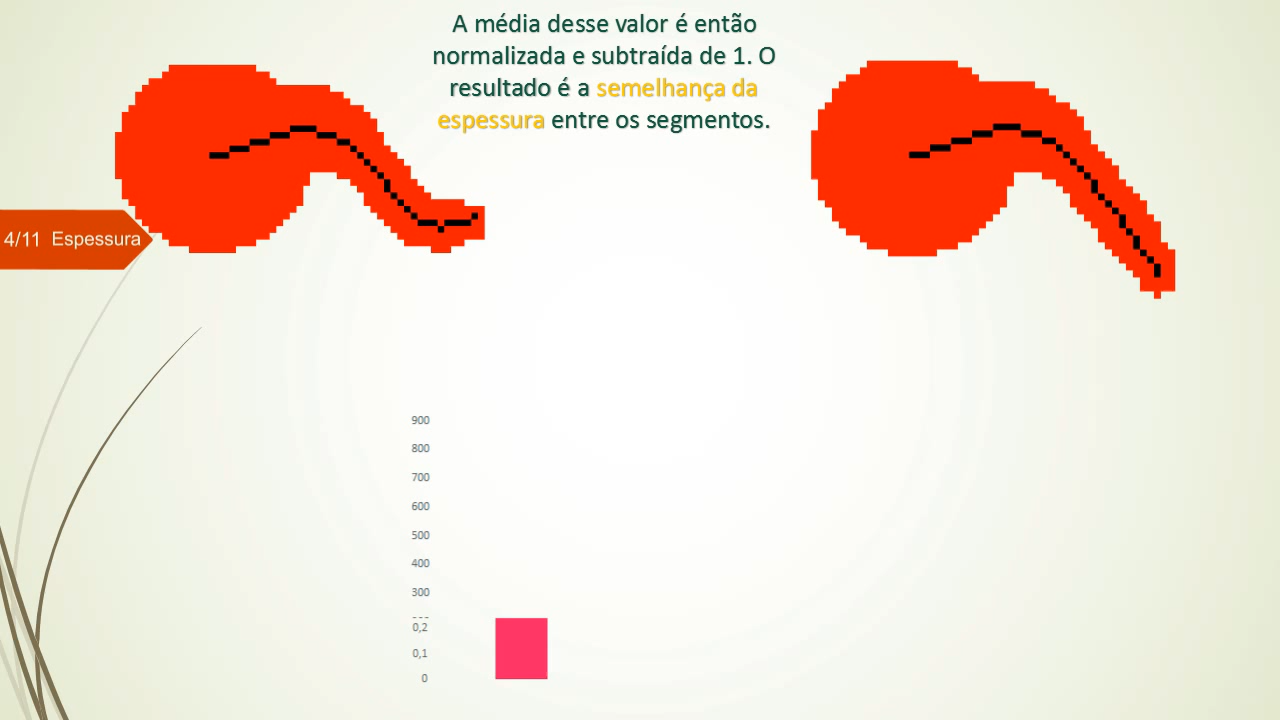 A média desse valor é então
normalizada e subtraída de 1. O
resultado é a semelhança da
espessura entre os segmentos.
4/11 Espessura
900
800
700
600
500
400
300
---
0,2
0,1
0